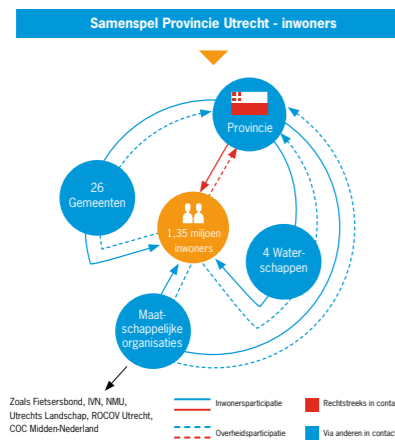 Samenspel Provincie Utrecht - inwoners
Provincie
26
Gemeenten
1,35 miljoen
inwoners
4 Water-
schappen
Maat-
schappelijke
organisaties
Zoals Fietsersbond, IVN, NMU,
Utrechts Landschap, ROCOV Utrecht,
COC Midden-Nederland
Inwonersparticipatie
Overheidsparticipatie
Rechtstreeks in conta
Via anderen in contact